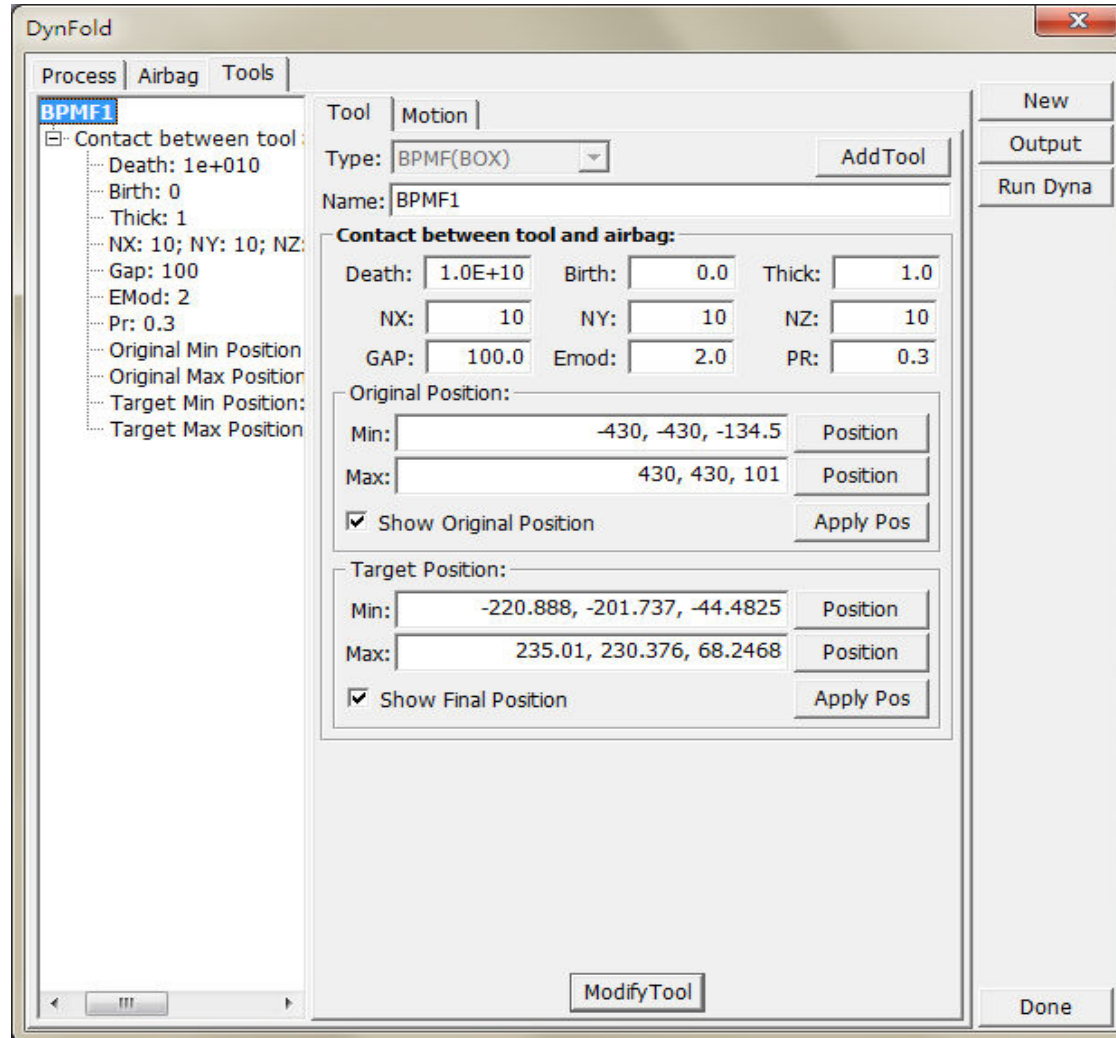 DynFold
x
Process Airbag Tools
BPMF1
Contact between tool
Death: 1e+010
Birth: 0
Thick: 1
NX: 10; NY: 10; NZ:
Gap: 100
EMod: 2
Pr: 0.3
Original Min Position
Original Max Position
Target Min Position:
Target Max Position
Tool Motion
Type: BPMF(BOX) AddTool
Name: BPMF1
Contact between tool and airbag:
Death: 1.0E+10 Birth: 0.0 Thick: 1.0
NX: 10 NY: 10 NZ: 10
GAP: 100.0 Emod: 2.0 PR: 0.3
Original Position:
Min: -430, -430, -134.5 Position
Max: 430, 430, 101 Position
Show Original Position Apply Pos
Target Position:
Min: -220.888, -201.737, -44.4825 Position
Max: 235.01, 230.376, 68.2468 Position
Show Final Position Apply Pos
ModifyTool
New
Output
Run Dyna
Done